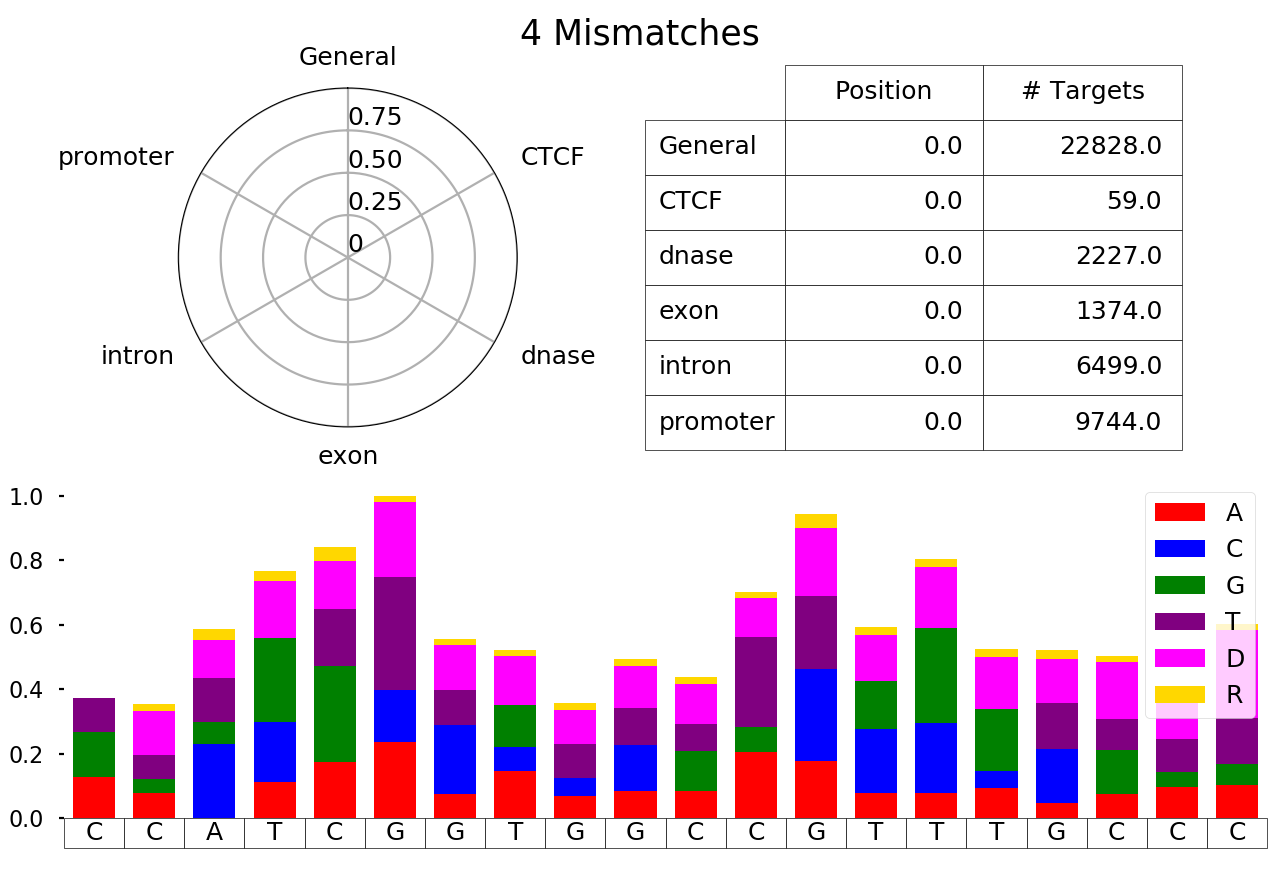 4 Mismatches
General
promoter
CTCF
intron
dnase
exon
0.75
0.50
0.25
0
Position # Targets
General 0.0 22828.0
CTCF 0.0 59.0
dnase 0.0 2227.0
exon 0.0 1374.0
intron 0.0 6499.0
promoter 0.0 9744.0
1.0
0.8
0.6
0.4
0.2
0.0
A
C
G
T
D
R
C C A T C G G T G G C C G T T T G C C C